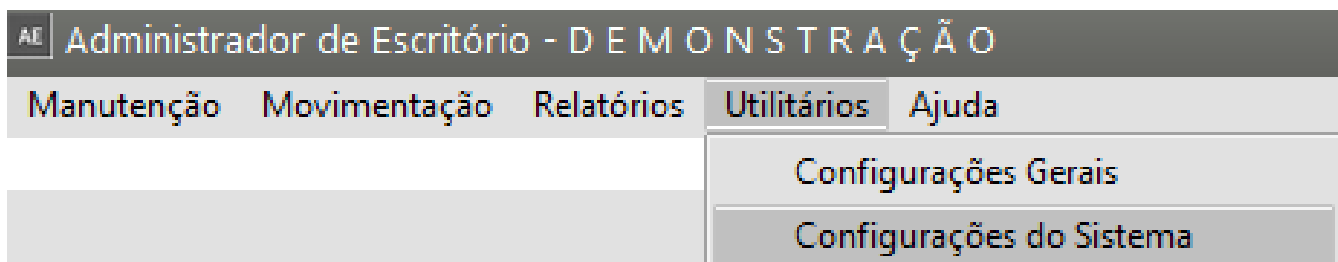 AE Administrador de Escritório - D E M O N S T R A Ç Ã O
Manutenção Movimentação Relatórios Utilitários Ajuda
Configurações Gerais
Configurações do Sistema